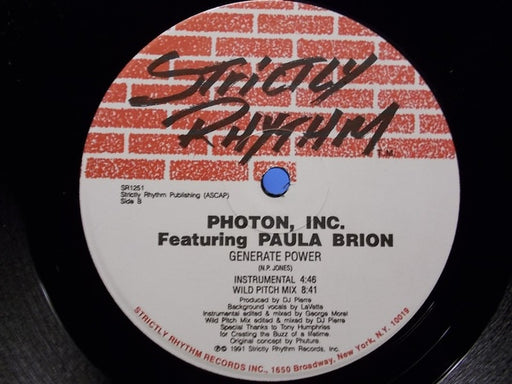 STRICTLY
RHYTHM
T.M.
SR1251
Strictly Rhythm Publishing (ASCAP)
Side B
PHOTON, INC.
Featuring PAULA BRION
GENERATE POWER
(N.P. JONES)
INSTRUMENTAL 4:46
WILD PITCH MIX 8:41
Produced by DJ Pierre
Background vocals by LaVette
Instrumental edited & mixed by George Morel
Wild Pitch Mix edited & mixed by DJ Pierre
Special Thanks to Tony Humphries
for Creating the Buzz of a lifetime.
Original concept by Phuture
℗© 1991 Strictly Rhythm Records, Inc.
STRICTLY RHYTHM RECORDS INC., 1650 Broadway, New York, N.Y. 10019